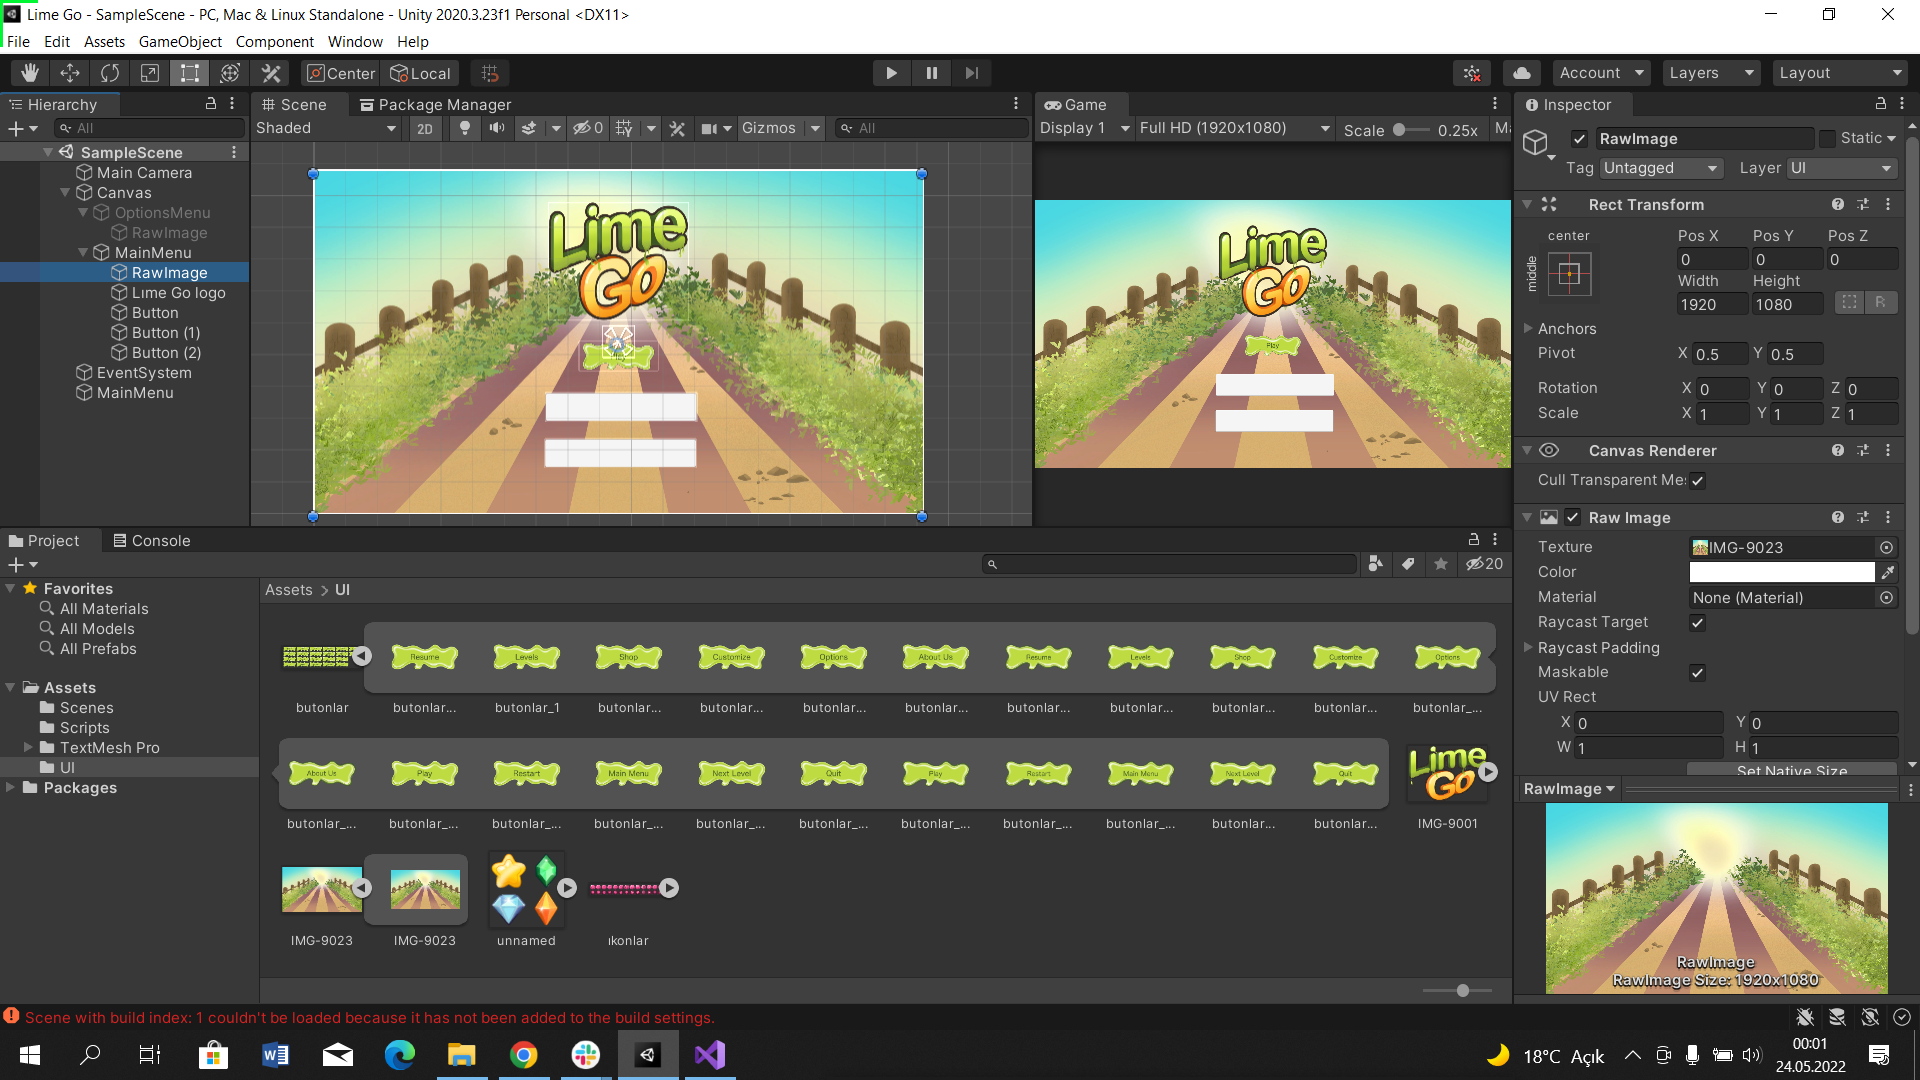 Lime Go - SampleScene - PC, Mac & Linux Standalone - Unity 2020.3.23f1 Personal <DX11>
File Edit Assets GameObject Component Window Help
Center Local Account Layers Layout
Hierarchy
All
SampleScene
Main Camera
Canvas
OptionsMenu
RawImage
MainMenu
RawImage
Lıme Go logo
Button
Button (1)
Button (2)
EventSystem
MainMenu
Scene Package Manager
Shaded 2D 0 Gizmos All
Lime
Go
Game
Display 1 Full HD (1920x1080) Scale 0.25x Ma
Lime
Go
Play
Inspector
RawImage Static
Tag Untagged Layer UI
Rect Transform
center
middle
Pos X Pos Y Pos Z
0 0 0
Width Height
1920 1080 R
Anchors
Pivot X 0.5 Y 0.5
Rotation X 0 Y 0 Z 0
Scale X 1 Y 1 Z 1
Canvas Renderer
Cull Transparent Me
Raw Image
Texture IMG-9023
Color
Material None (Material)
Raycast Target
Raycast Padding
Maskable
UV Rect
X 0 Y 0
W 1 H 1
Set Native Size
RawImage
RawImage
RawImage Size: 1920x1080
Project Console
20
Favorites
All Materials
All Models
All Prefabs
Assets
Scenes
Scripts
TextMesh Pro
UI
Packages
Assets > UI
Resume Levels Shop Customize Options About Us Resume Levels Shop Customize Options
butonlar butonlar... butonlar_1 butonlar... butonlar... butonlar... butonlar... butonlar... butonlar... butonlar... butonlar... butonlar_...
About Us Play Restart Main Menu Next Level Quit Play Restart Main Menu Next Level Quit Lime Go
butonlar_... butonlar_... butonlar_... butonlar_... butonlar_... butonlar_... butonlar_... butonlar_... butonlar_... butonlar... butonlar... IMG-9001
IMG-9023 IMG-9023 unnamed ıkonlar
Scene with build index: 1 couldn't be loaded because it has not been added to the build settings.
18°C Açık
00:01
24.05.2022